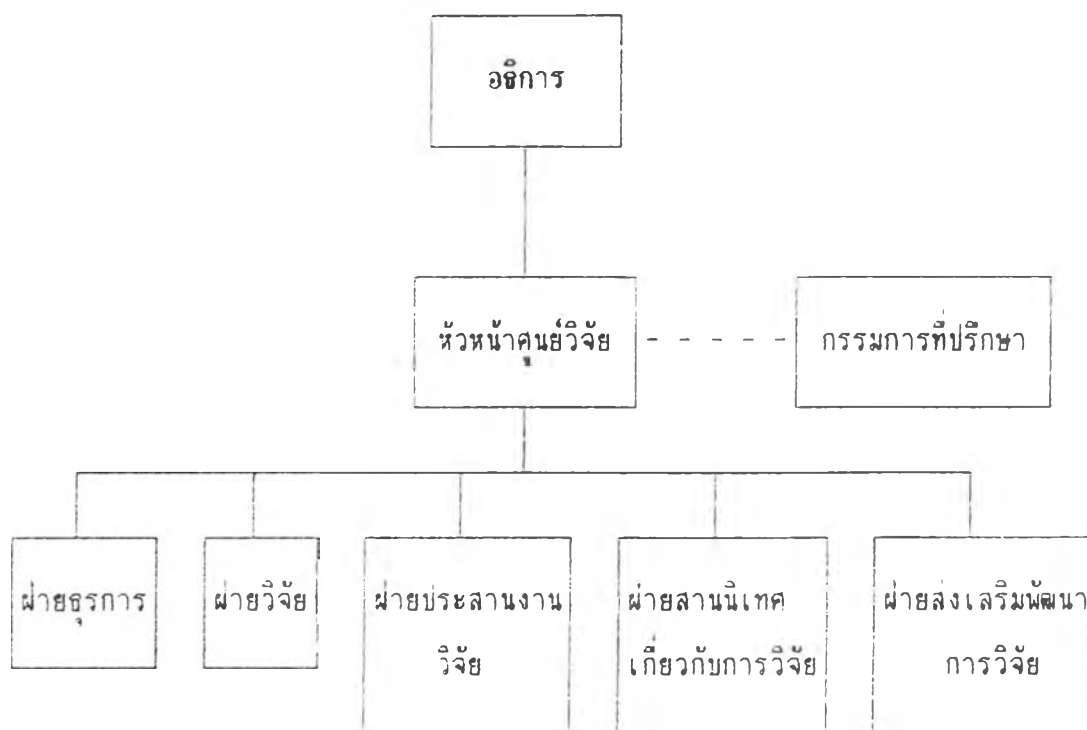 อธิการ
หัวหน้าศูนย์วิจัย
กรรมการที่ปรึกษา
ฝ่ายธุรการ
ฝ่ายวิจัย
ฝ่ายประสานงาน
วิจัย
ฝ่ายสานนิเทศ
เกี่ยวกับการวิจัย
ฝ่ายส่งเสริมพัฒนา
การวิจัย